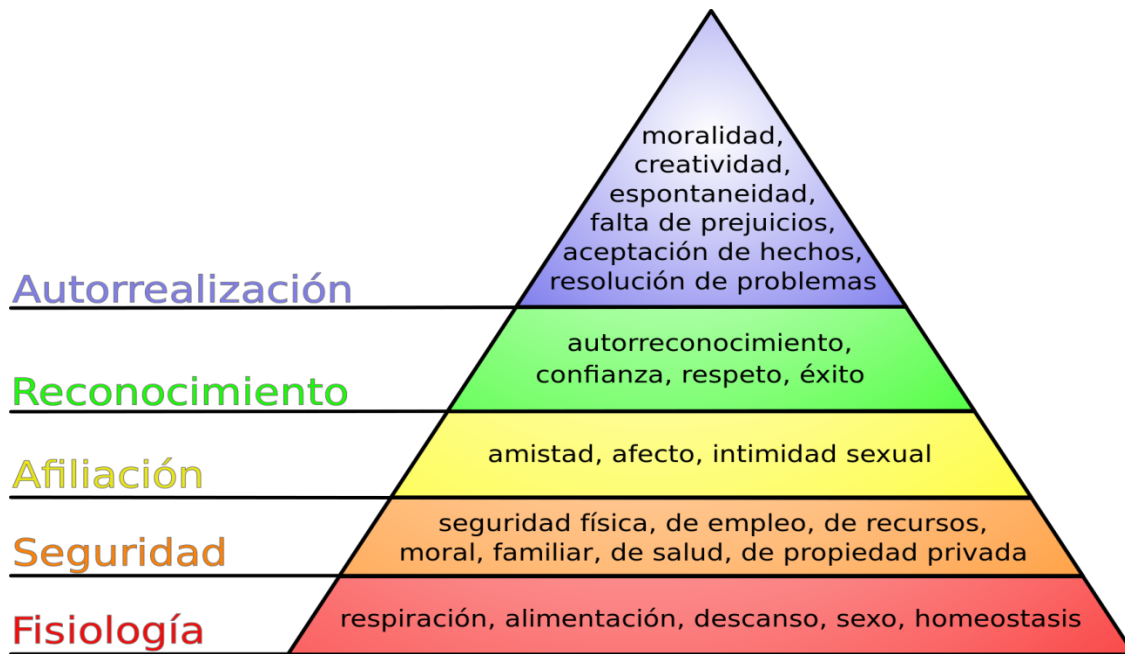 moralidad,
creatividad,
espontaneidad,
falta de prejuicios,
aceptación de hechos,
resolución de problemas
Autorrealización
autorreconocimiento,
confianza, respeto, éxito
Reconocimiento
amistad, afecto, intimidad sexual
Afiliación
seguridad física, de empleo, de recursos,
moral, familiar, de salud, de propiedad privada
Seguridad
respiración, alimentación, descanso, sexo, homeostasis
Fisiología